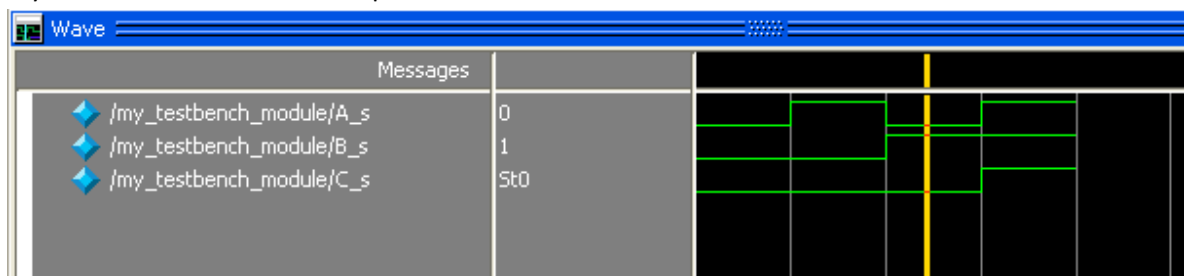 Wave
Messages
/my_testbench_module/A_s 0
/my_testbench_module/B_s 1
/my_testbench_module/C_s St0